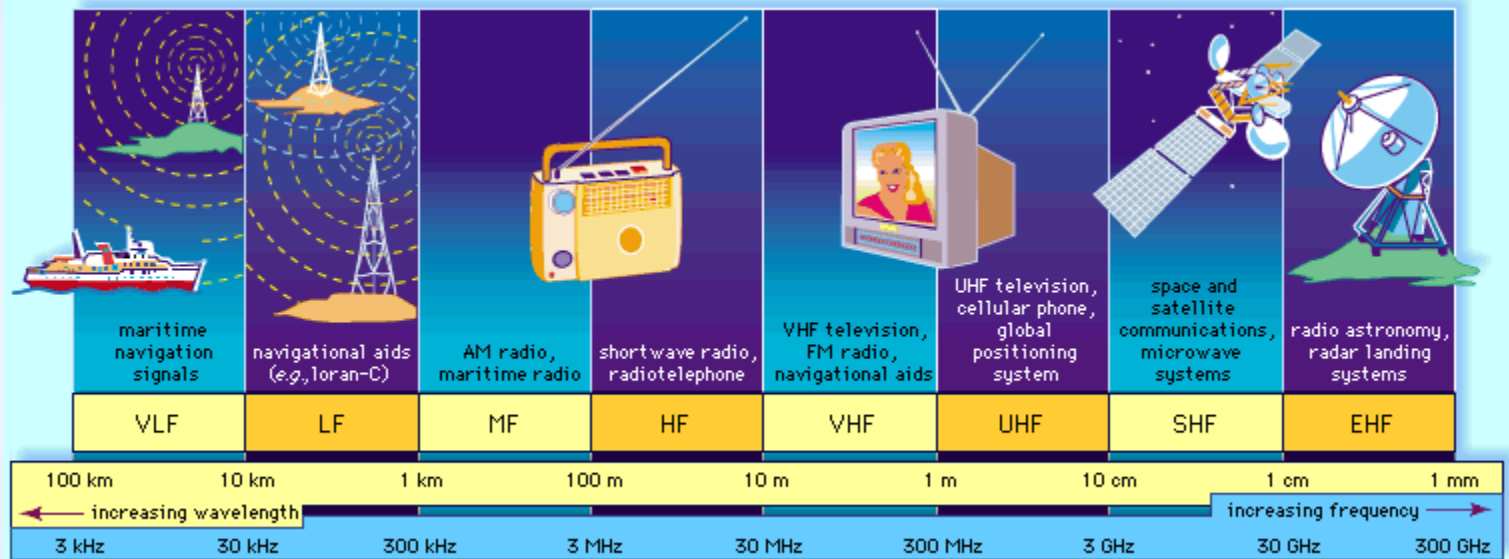 maritime
navigation
signals
navigational aids
(e.g.,loran-C)
AM radio,
maritime radio
shortwave radio,
radiotelephone
VHF television,
FM radio,
navigational aids
UHF television,
cellular phone,
global
positioning
system
space and
satellite
communications,
microwave
systems
radio astronomy,
radar landing
systems
VLF LF MF HF VHF UHF SHF EHF
100 km 10 km 1 km 100 m 10 m 1 m 10 cm 1 cm 1 mm
increasing wavelength increasing frequency
3 kHz 30 kHz 300 kHz 3 MHz 30 MHz 300 MHz 3 GHz 30 GHz 300 GHz